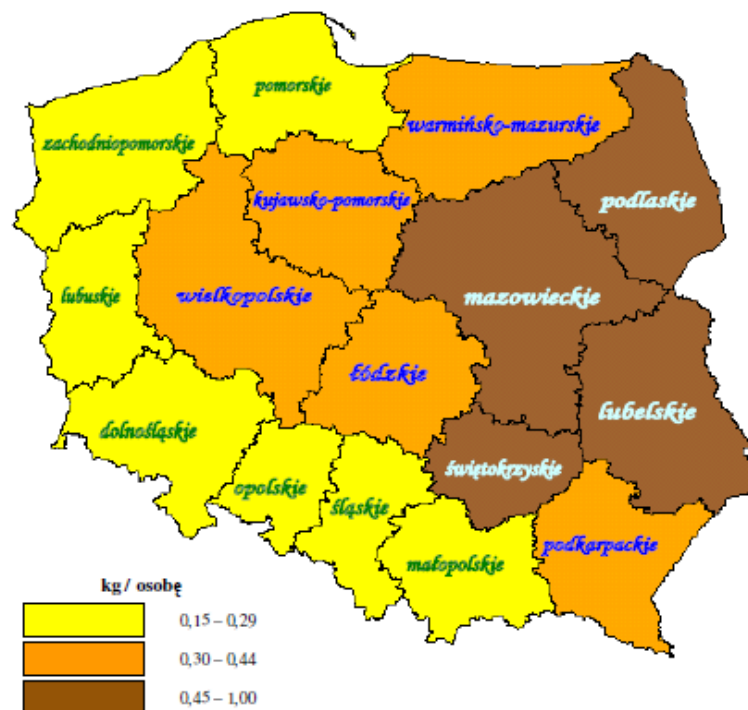 pomorskie
warmińsko-mazurskie
zachodniopomorskie
kujawsko-pomorskie
podlaskie
lubuskie
wielkopolskie
mazowieckie
łódzkie
lubelskie
dolnośląskie
świętokrzyskie
opolskie
śląskie
podkarpackie
małopolskie
kg / osobę
0,15 – 0,29
0,30 – 0,44
0,45 – 1,00